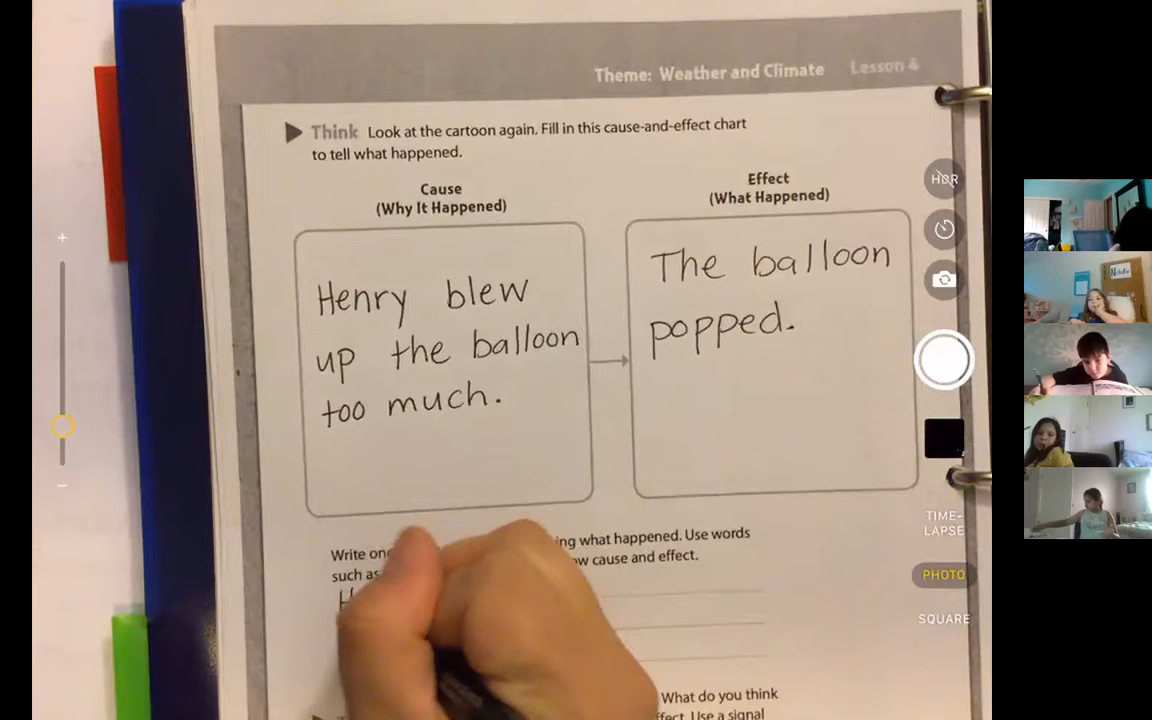 Theme: Weather and Climate Lesson 4
Think Look at the cartoon again. Fill in this cause-and-effect chart
to tell what happened.
Cause
(Why It Happened)
Effect
(What Happened)
Henry blew
up the balloon
too much.
The balloon
popped.
Write one
ing what happened. Use words
such as
ow cause and effect.
H
What do you think
ffect. Use a signal
HDR
TIME-
LAPSE
PHOTO
SQUARE